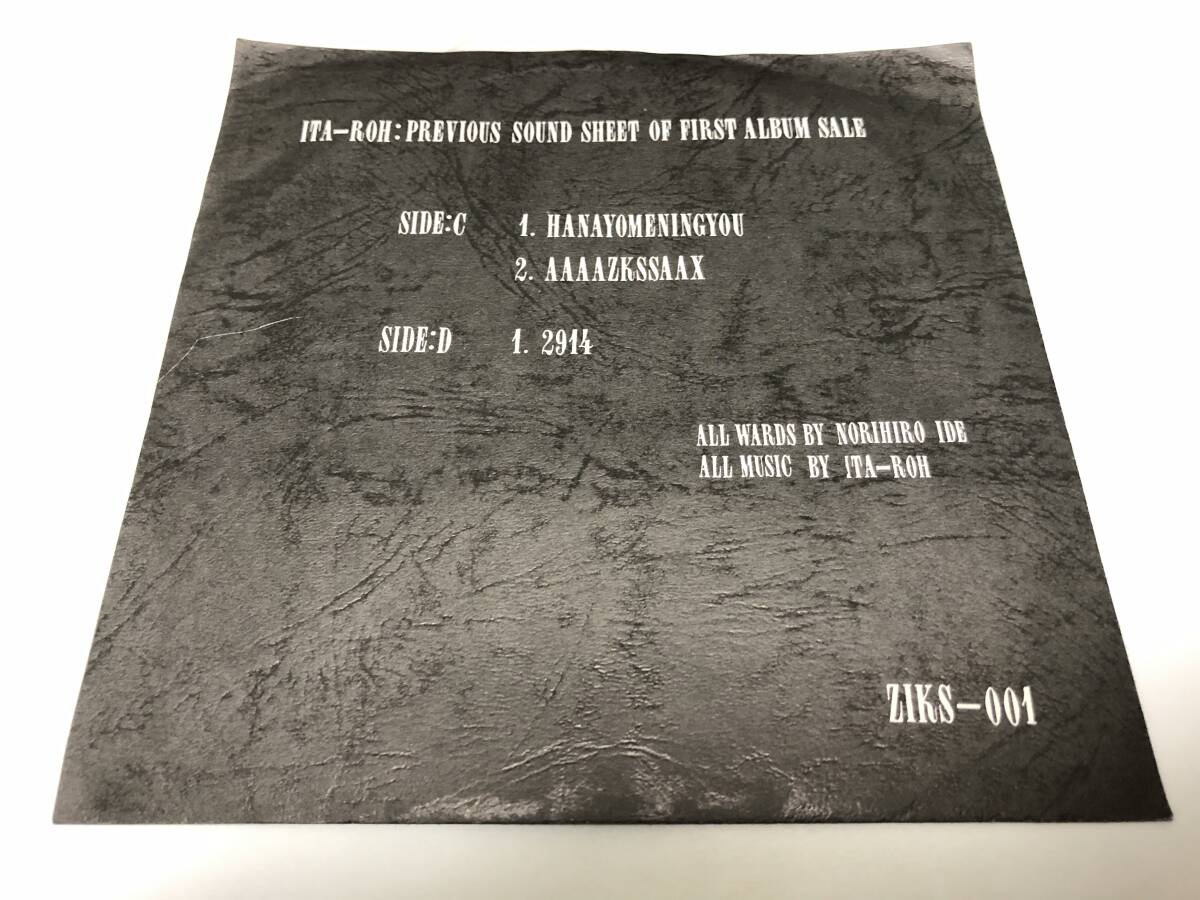 ITA-ROH: PREVIOUS SOUND SHEET OF FIRST ALBUM SALE
SIDE:C 1. HANAYOMENINGYOU
2. AAAAZKSSAAX
SIDE:D 1. 2914
ALL WARDS BY NORIHIRO IDE
ALL MUSIC BY ITA-ROH
ZIKS-001